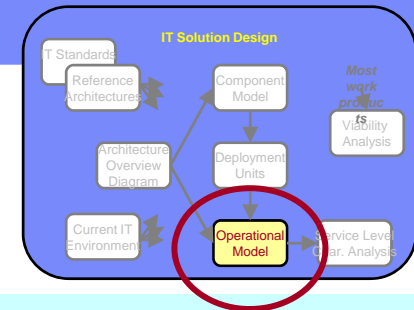 IT Solution Design
IT Standards
Reference
Architectures
Component
Model
Most
work
produc
ts
Viability
Analysis
Architecture
Overview
Diagram
Deployment
Units
Current IT
Environment
Operational
Model
Service Level
Char. Analysis